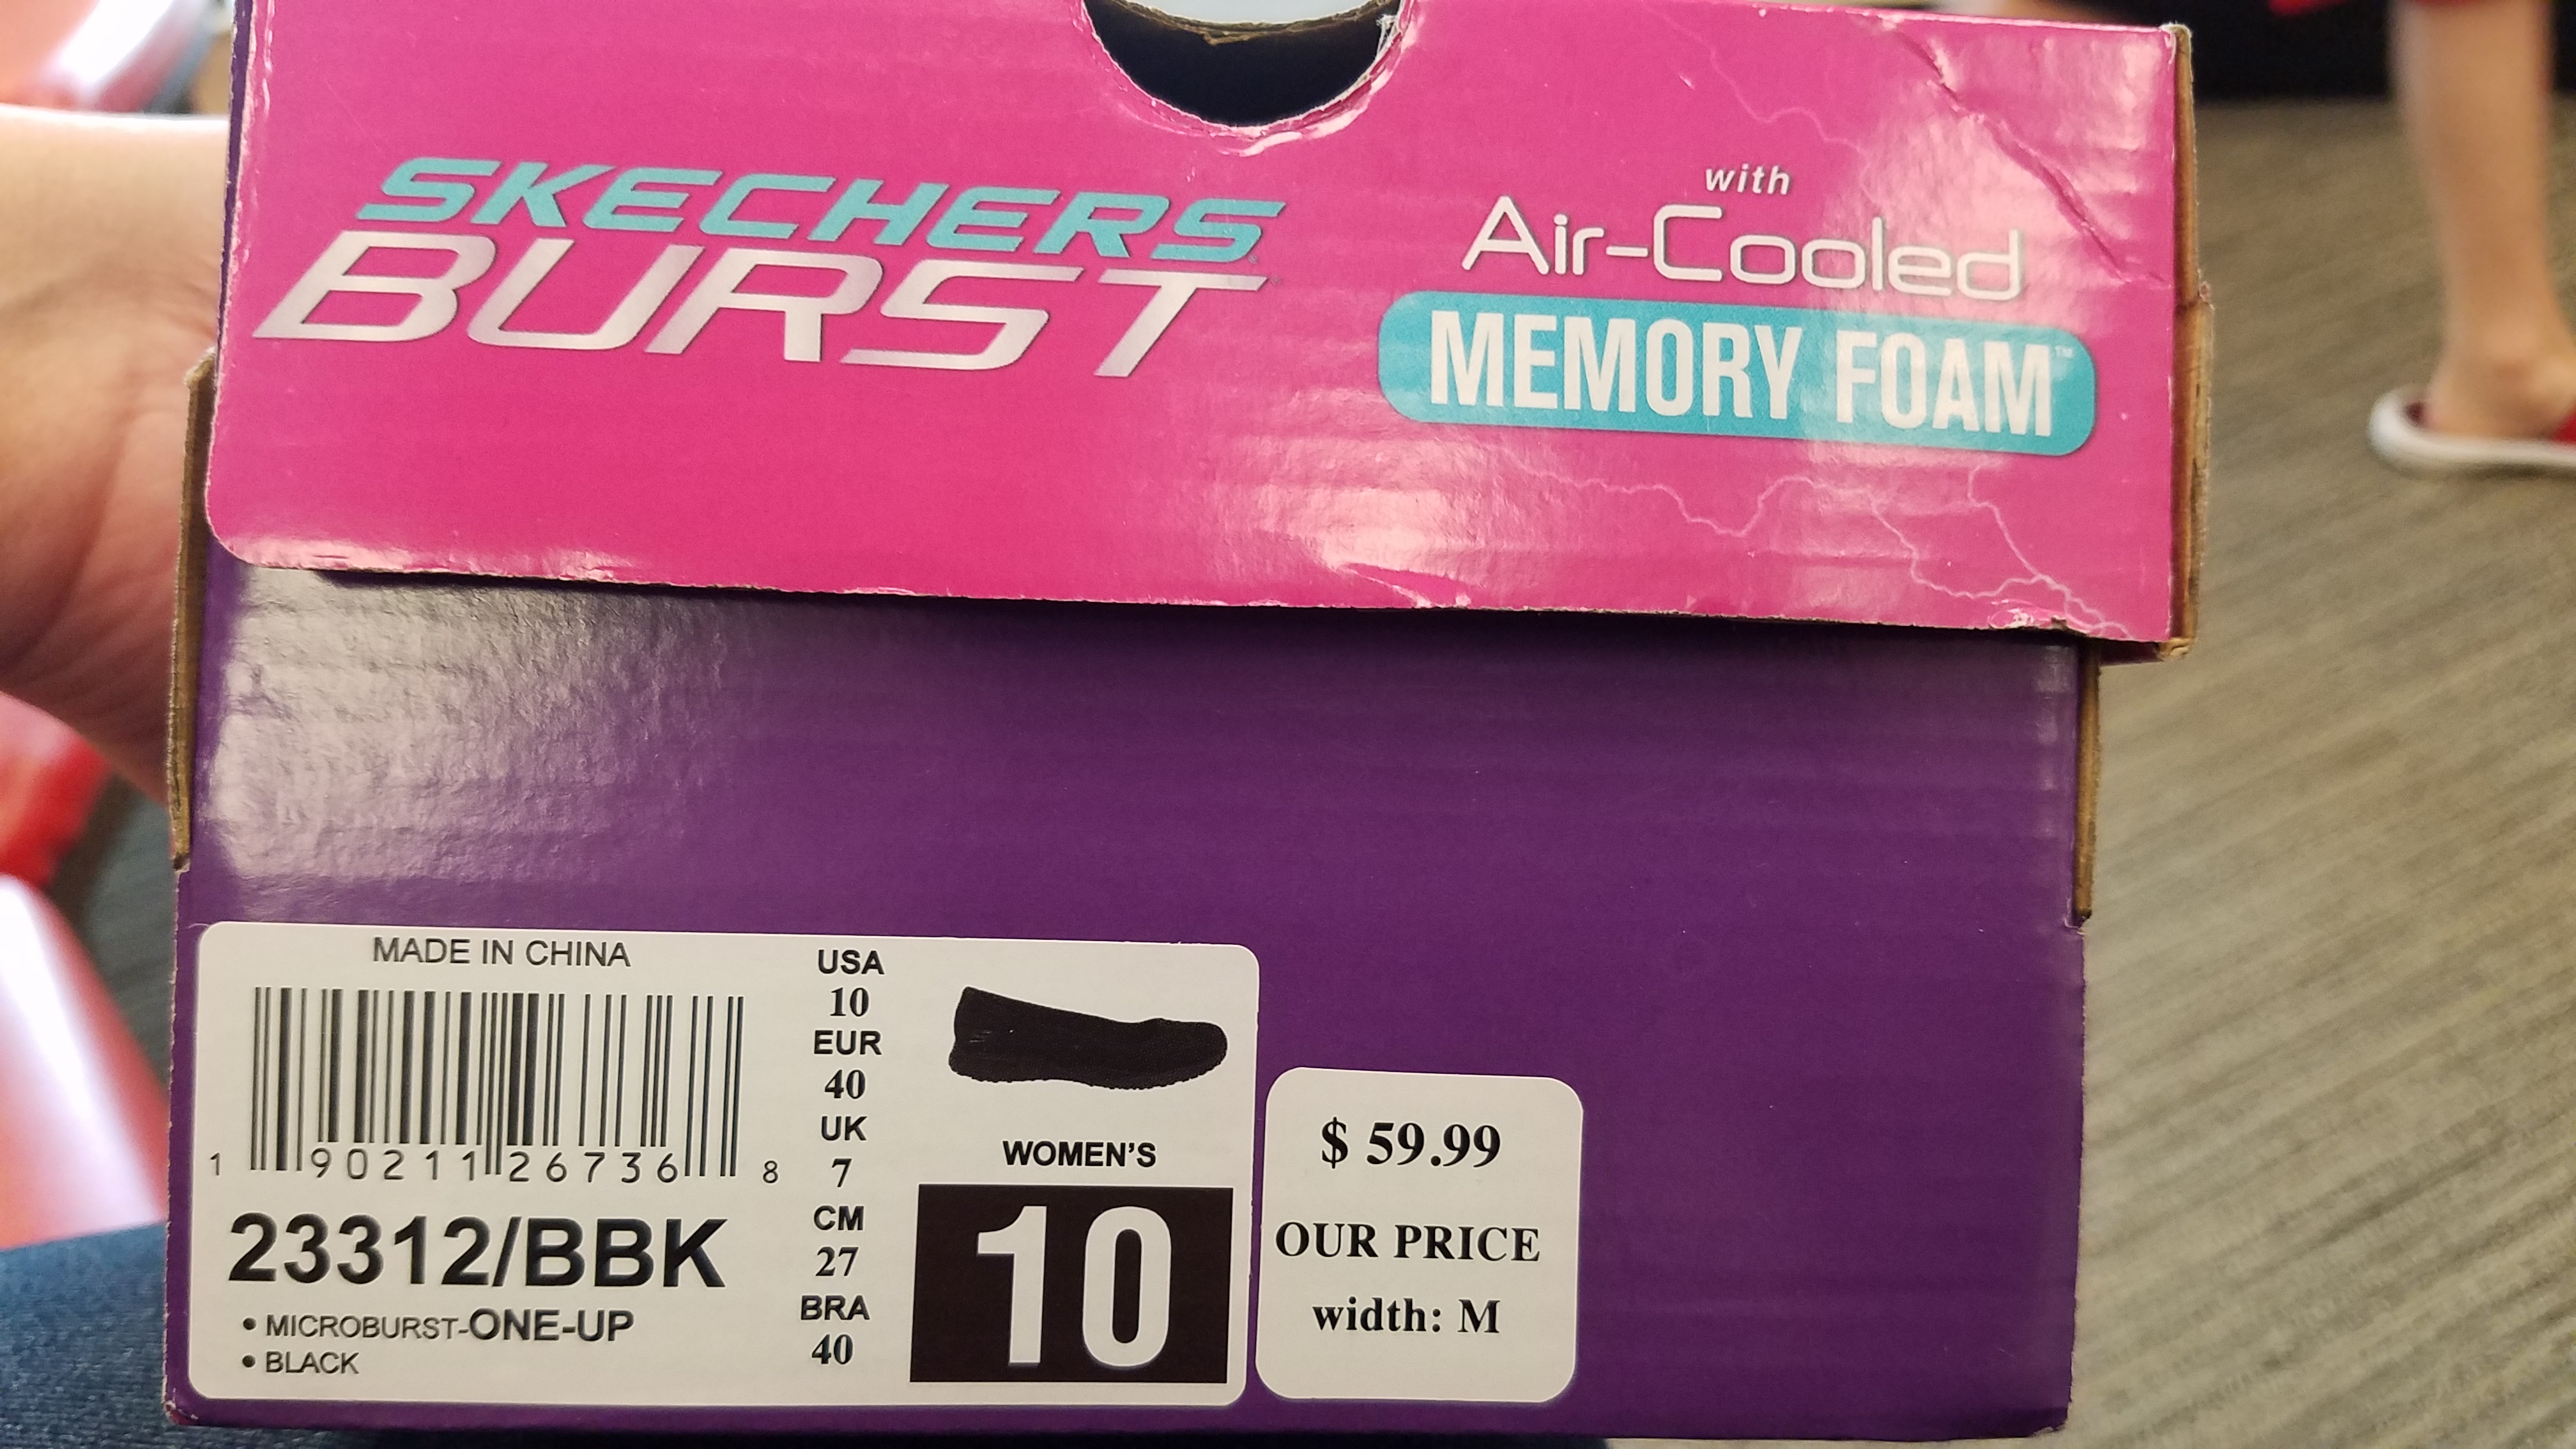 SKECHERS
BURST
with
Air-Cooled
MEMORY FOAM™
MADE IN CHINA
1 90211 26736 8
23312/BBK
• MICROBURST-ONE-UP
• BLACK
USA
10
EUR
40
UK
7
CM
27
BRA
40
WOMEN'S
10
$ 59.99
OUR PRICE
width: M